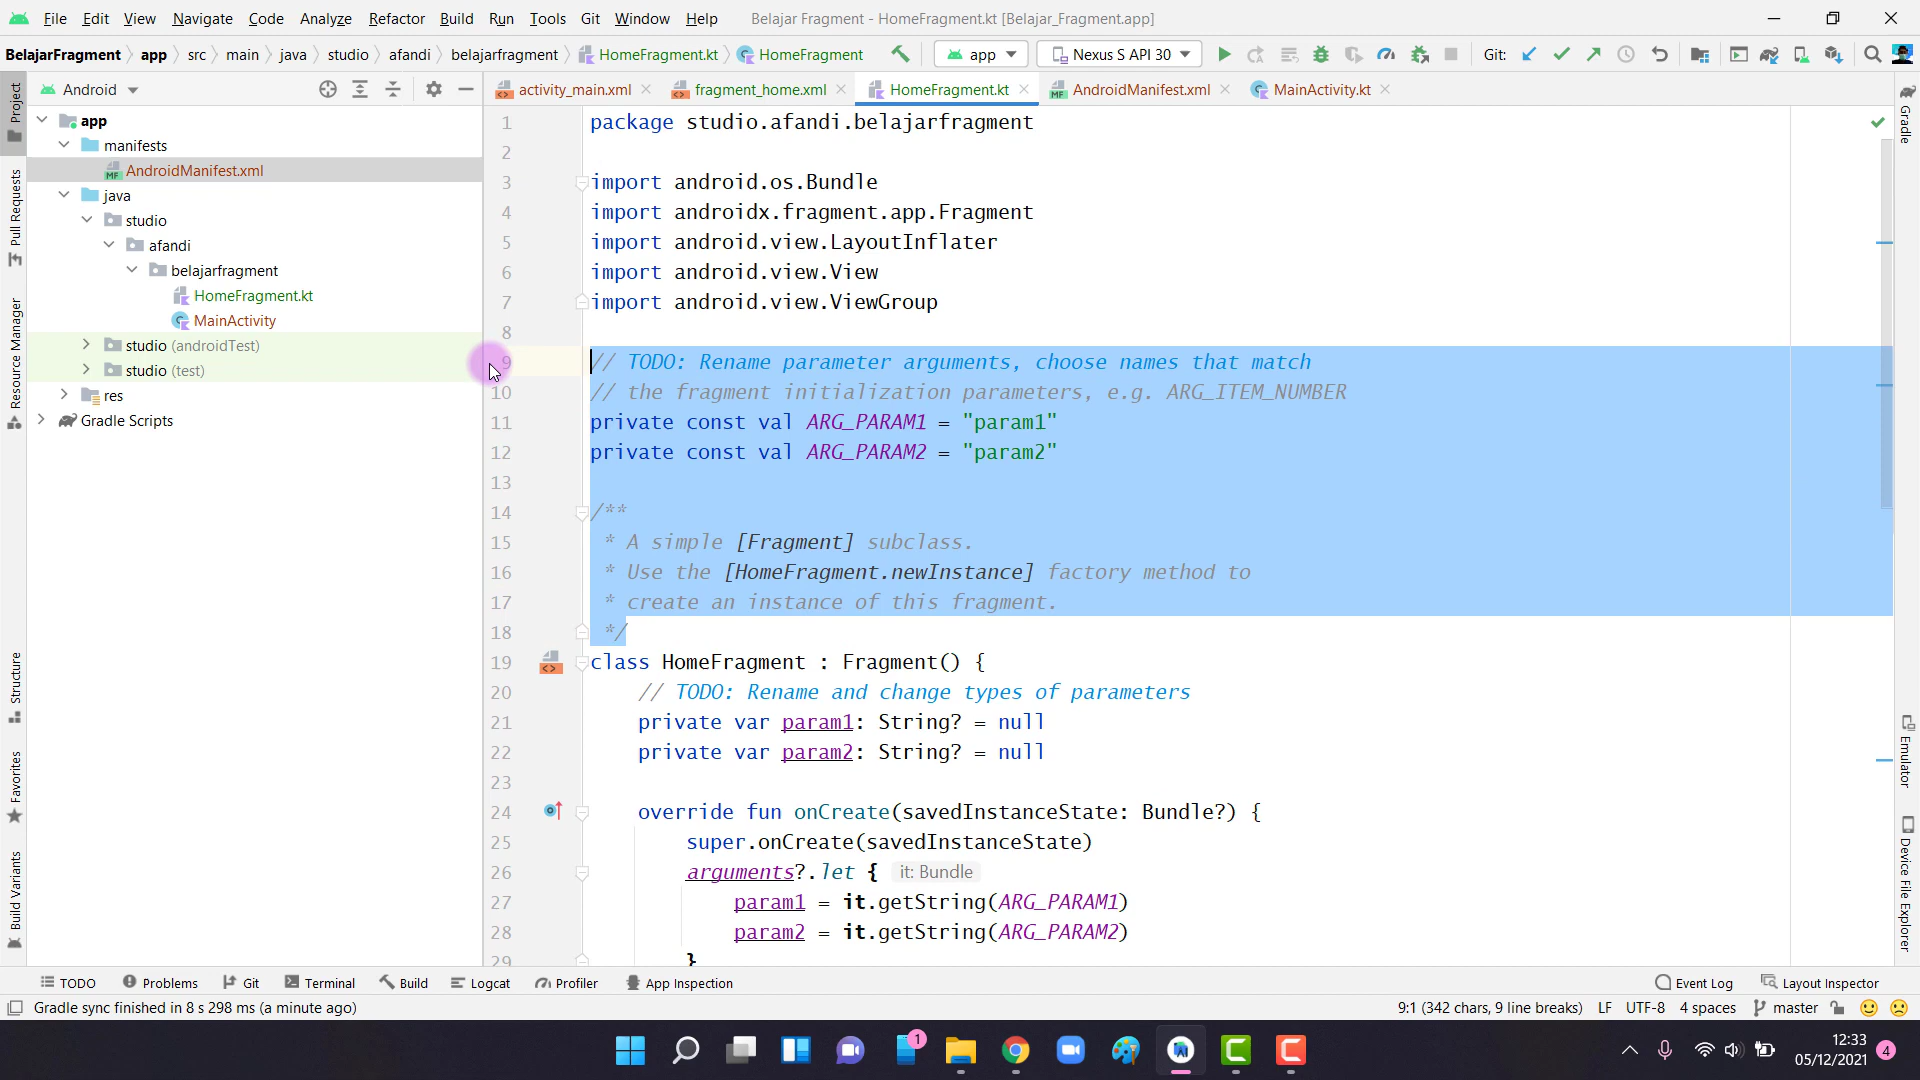 File Edit View Navigate Code Analyze Refactor Build Run Tools Git Window Help Belajar Fragment - HomeFragment.kt [Belajar_Fragment.app]
BelajarFragment app src main java studio afandi belajarfragment HomeFragment.kt HomeFragment app Nexus S API 30 Git:
Android
activity_main.xml fragment_home.xml HomeFragment.kt AndroidManifest.xml MainActivity.kt
Project
Pull Requests
Resource Manager
Structure
Favorites
Build Variants
app
manifests
AndroidManifest.xml
java
studio
afandi
belajarfragment
HomeFragment.kt
MainActivity
studio (androidTest)
studio (test)
res
Gradle Scripts
1 package studio.afandi.belajarfragment
2
3 import android.os.Bundle
4 import androidx.fragment.app.Fragment
5 import android.view.LayoutInflater
6 import android.view.View
7 import android.view.ViewGroup
8
9 // TODO: Rename parameter arguments, choose names that match
10 // the fragment initialization parameters, e.g. ARG_ITEM_NUMBER
11 private const val ARG_PARAM1 = "param1"
12 private const val ARG_PARAM2 = "param2"
13
14 /**
15 * A simple [Fragment] subclass.
16 * Use the [HomeFragment.newInstance] factory method to
17 * create an instance of this fragment.
18 */
19 class HomeFragment : Fragment() {
20 // TODO: Rename and change types of parameters
21 private var param1: String? = null
22 private var param2: String? = null
23
24 override fun onCreate(savedInstanceState: Bundle?) {
25 super.onCreate(savedInstanceState)
26 arguments?.let { it: Bundle
27 param1 = it.getString(ARG_PARAM1)
28 param2 = it.getString(ARG_PARAM2)
29 }
Gradle
Emulator
Device File Explorer
TODO Problems Git Terminal Build Logcat Profiler App Inspection Event Log Layout Inspector
Gradle sync finished in 8 s 298 ms (a minute ago) 9:1 (342 chars, 9 line breaks) LF UTF-8 4 spaces master
1
12:33
05/12/2021 4